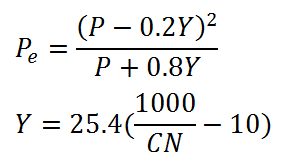 P_e = (P − 0.2Y)^2 / (P + 0.8Y)
Y = 25.4(1000/CN − 10)